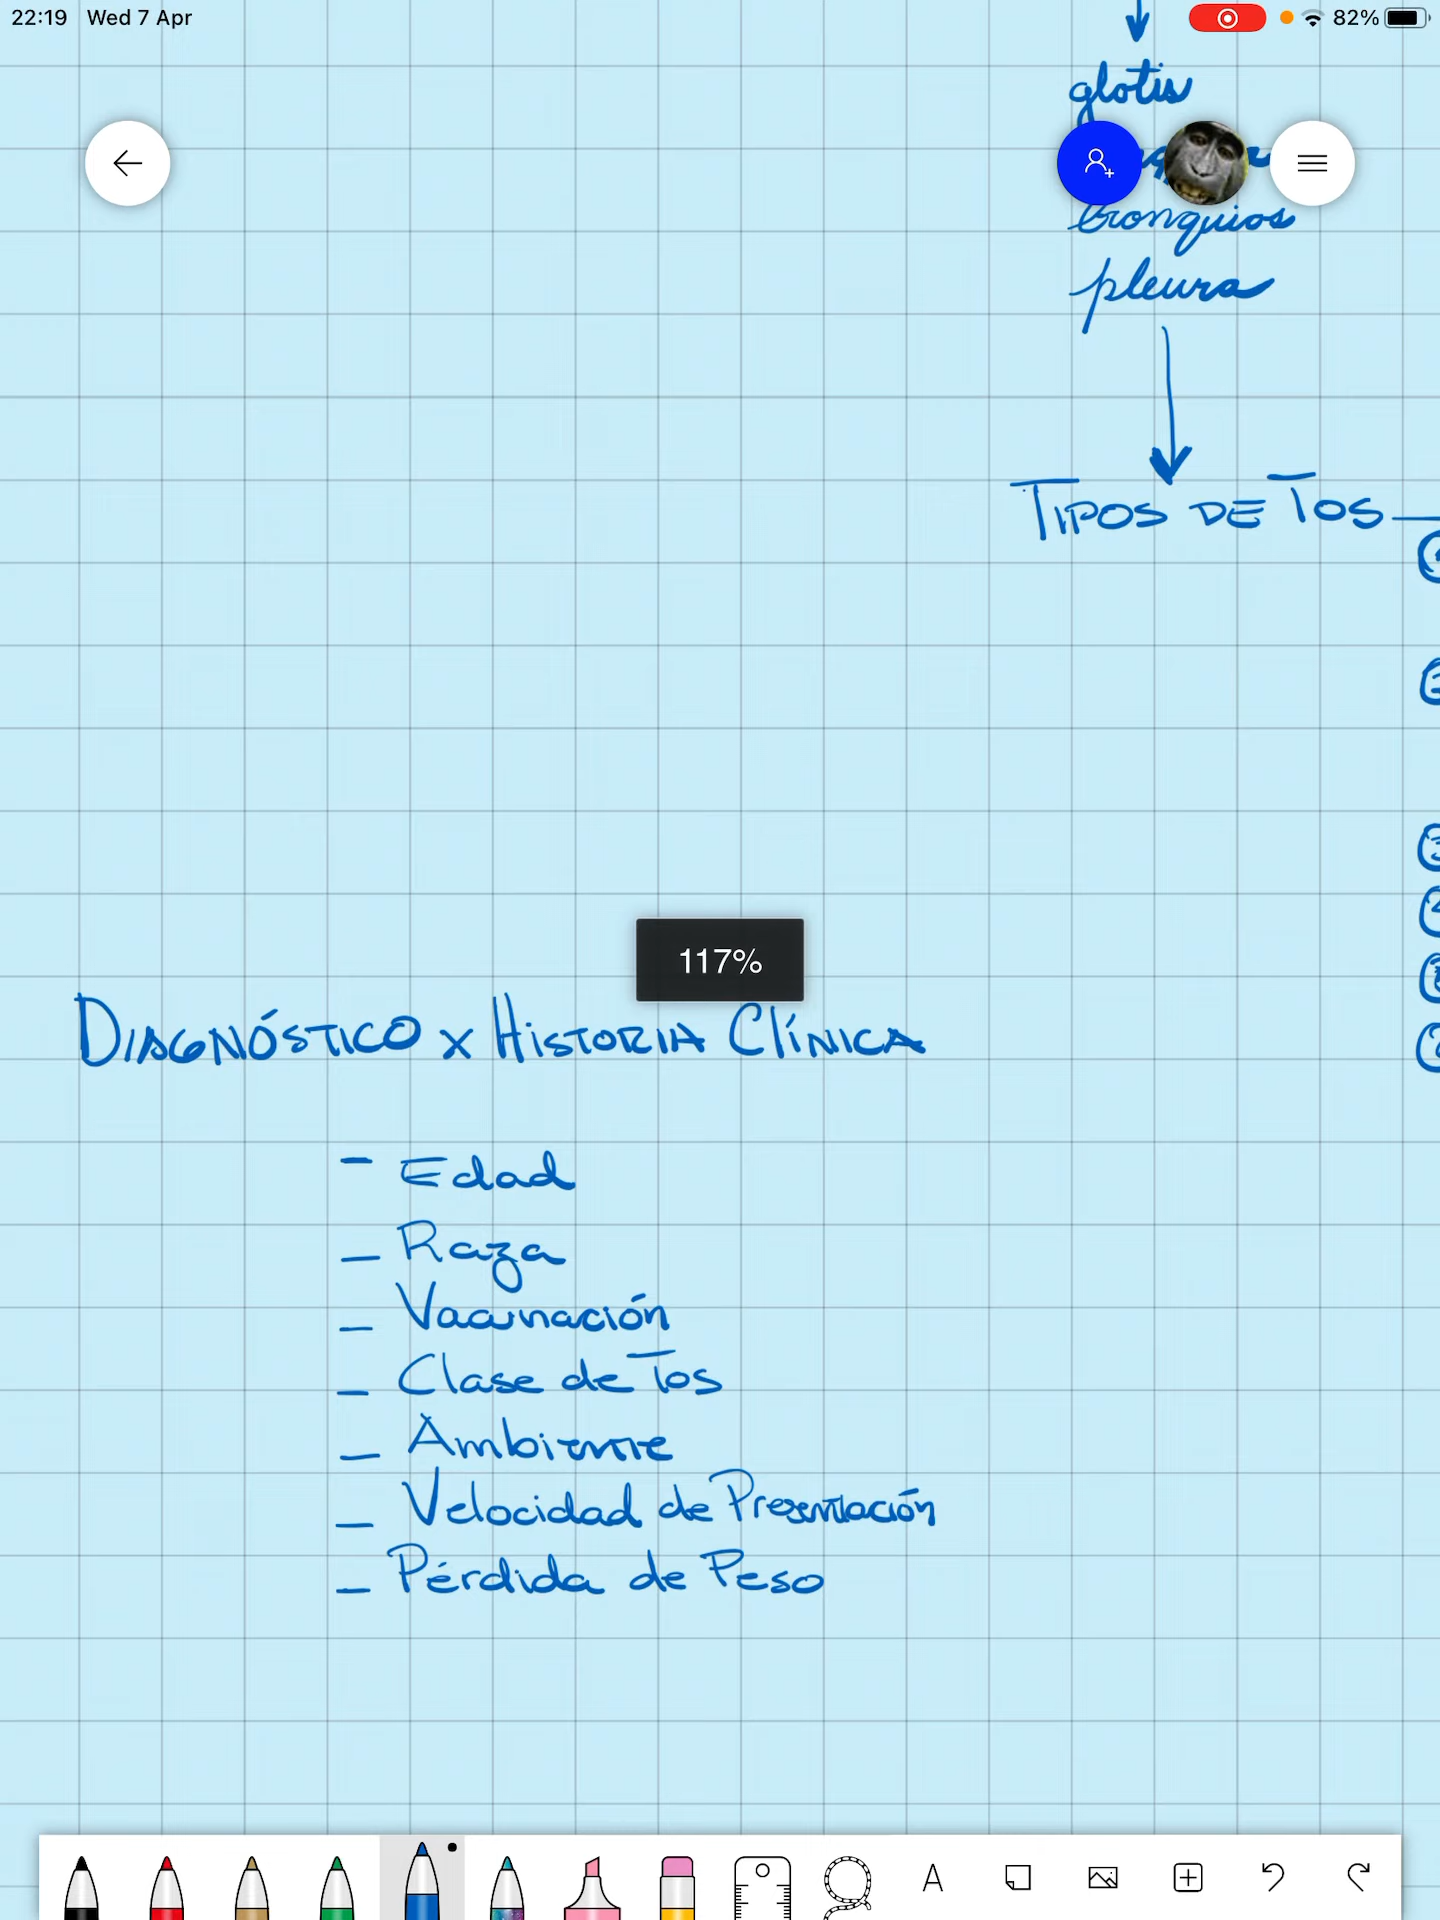 22:19 Wed 7 Apr 82%
glotis
bronquios
pleura
TIPOS DE TOS
117%
DIAGNÓSTICO x HISTORIA CLÍNICA
- Edad
- Raza
- Vacunación
- Clase de Tos
- Ambiente
- Velocidad de Presentación
- Pérdida de Peso
A